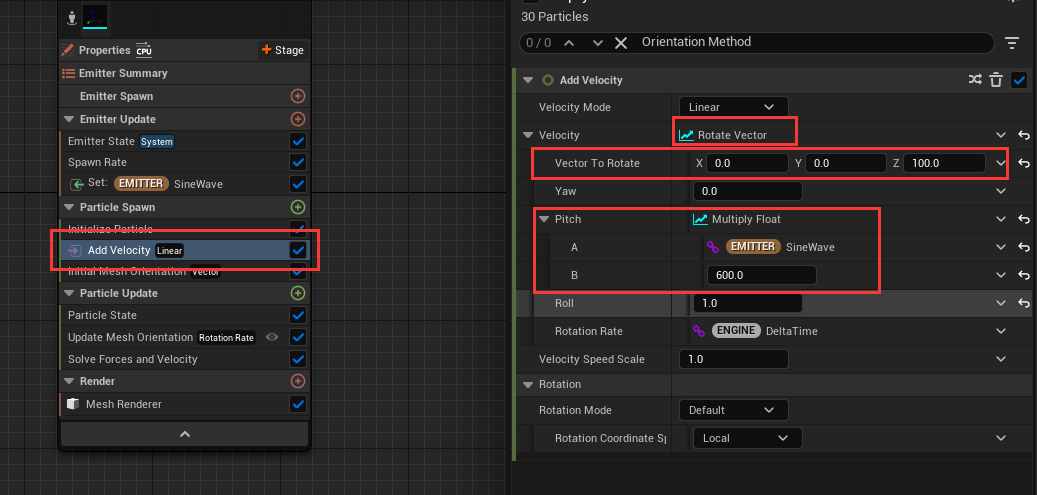 Properties CPU + Stage
Emitter Summary
Emitter Spawn
Emitter Update
Emitter State System
Spawn Rate
Set: EMITTER SineWave
Particle Spawn
Initialize Particle
Add Velocity Linear
Initial Mesh Orientation Vector
Particle Update
Particle State
Update Mesh Orientation Rotation Rate
Solve Forces and Velocity
Render
Mesh Renderer
30 Particles
0 / 0 Orientation Method
Add Velocity
Velocity Mode Linear
Velocity Rotate Vector
Vector To Rotate X 0.0 Y 0.0 Z 100.0
Yaw 0.0
Pitch Multiply Float
A EMITTER SineWave
B 600.0
Roll 1.0
Rotation Rate ENGINE DeltaTime
Velocity Speed Scale 1.0
Rotation
Rotation Mode Default
Rotation Coordinate Sp Local